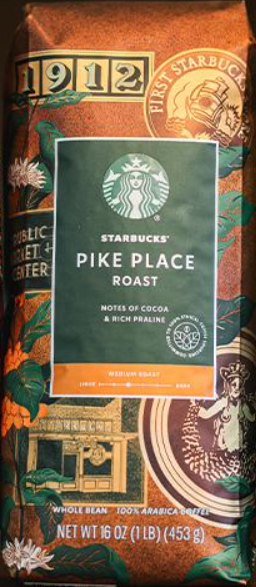 1912
FIRST STARBUCKS
PUBLIC
MARKET
CENTER
STARBUCKS®
PIKE PLACE
ROAST
NOTES OF COCOA
& RICH PRALINE
MEDIUM ROAST
DARK
WHOLE BEAN 100% ARABICA COFFEE
NET WT 16 OZ (1 LB) (453 g)